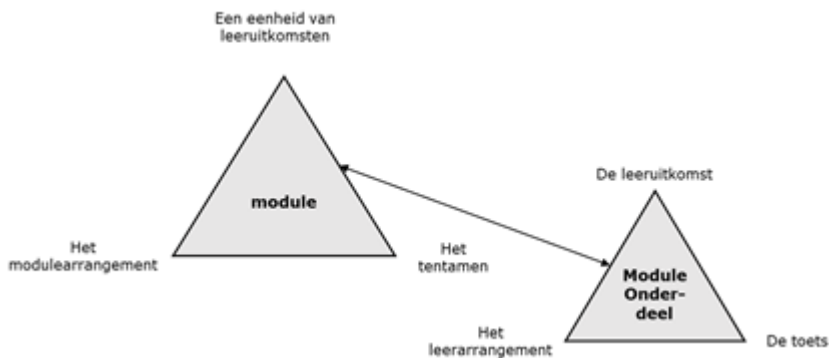 Een eenheid van
leeruitkomsten
module
Het
modulearrangement
Het
tentamen
De leeruitkomst
Module
Onder-
deel
Het
leerarrangement
De toets